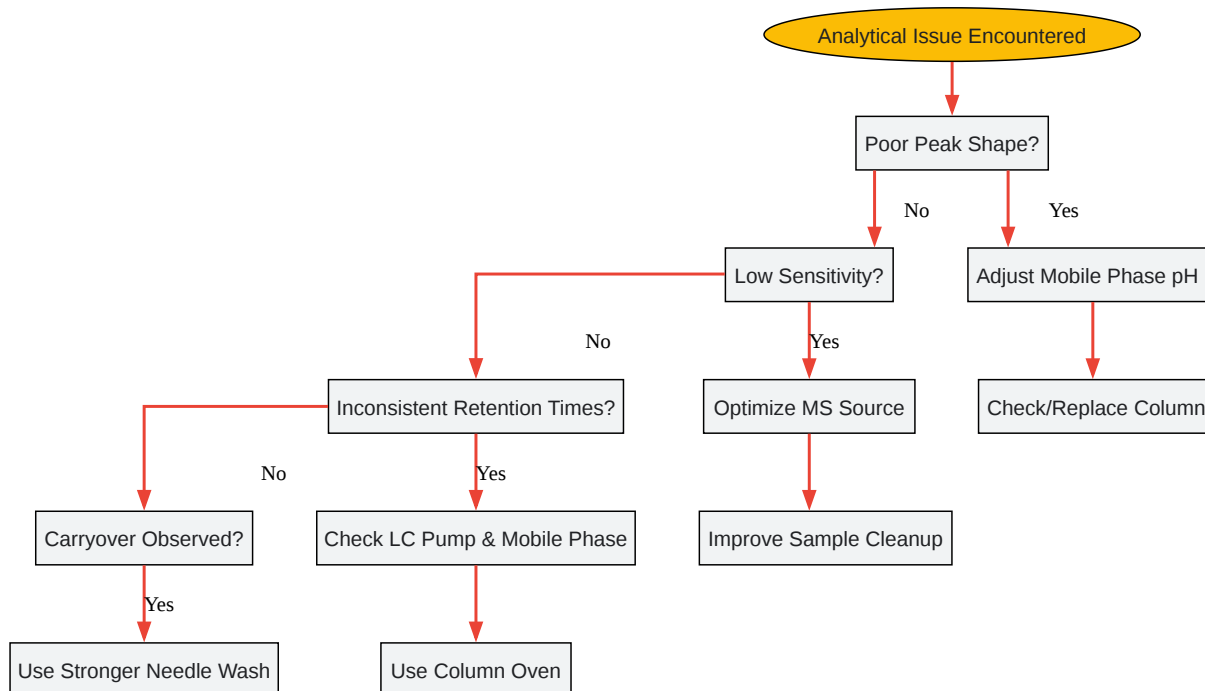 Analytical Issue Encountered
Poor Peak Shape?
No
Yes
Low Sensitivity?
Adjust Mobile Phase pH
No
Yes
Inconsistent Retention Times?
Optimize MS Source
Check/Replace Column
No
Yes
Carryover Observed?
Check LC Pump & Mobile Phase
Improve Sample Cleanup
Yes
Use Stronger Needle Wash
Use Column Oven